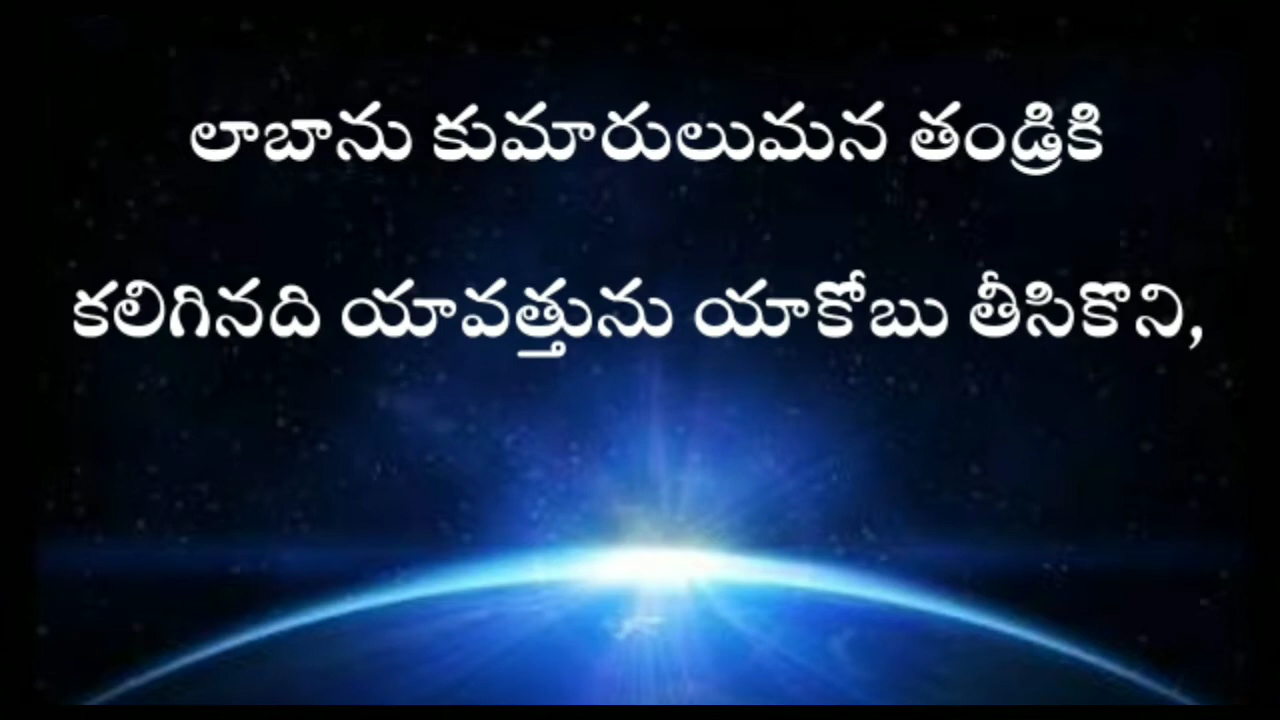 లాబాను కుమారులుమన తండ్రికి
కలిగినది యావత్తును యాకోబు తీసికొని,